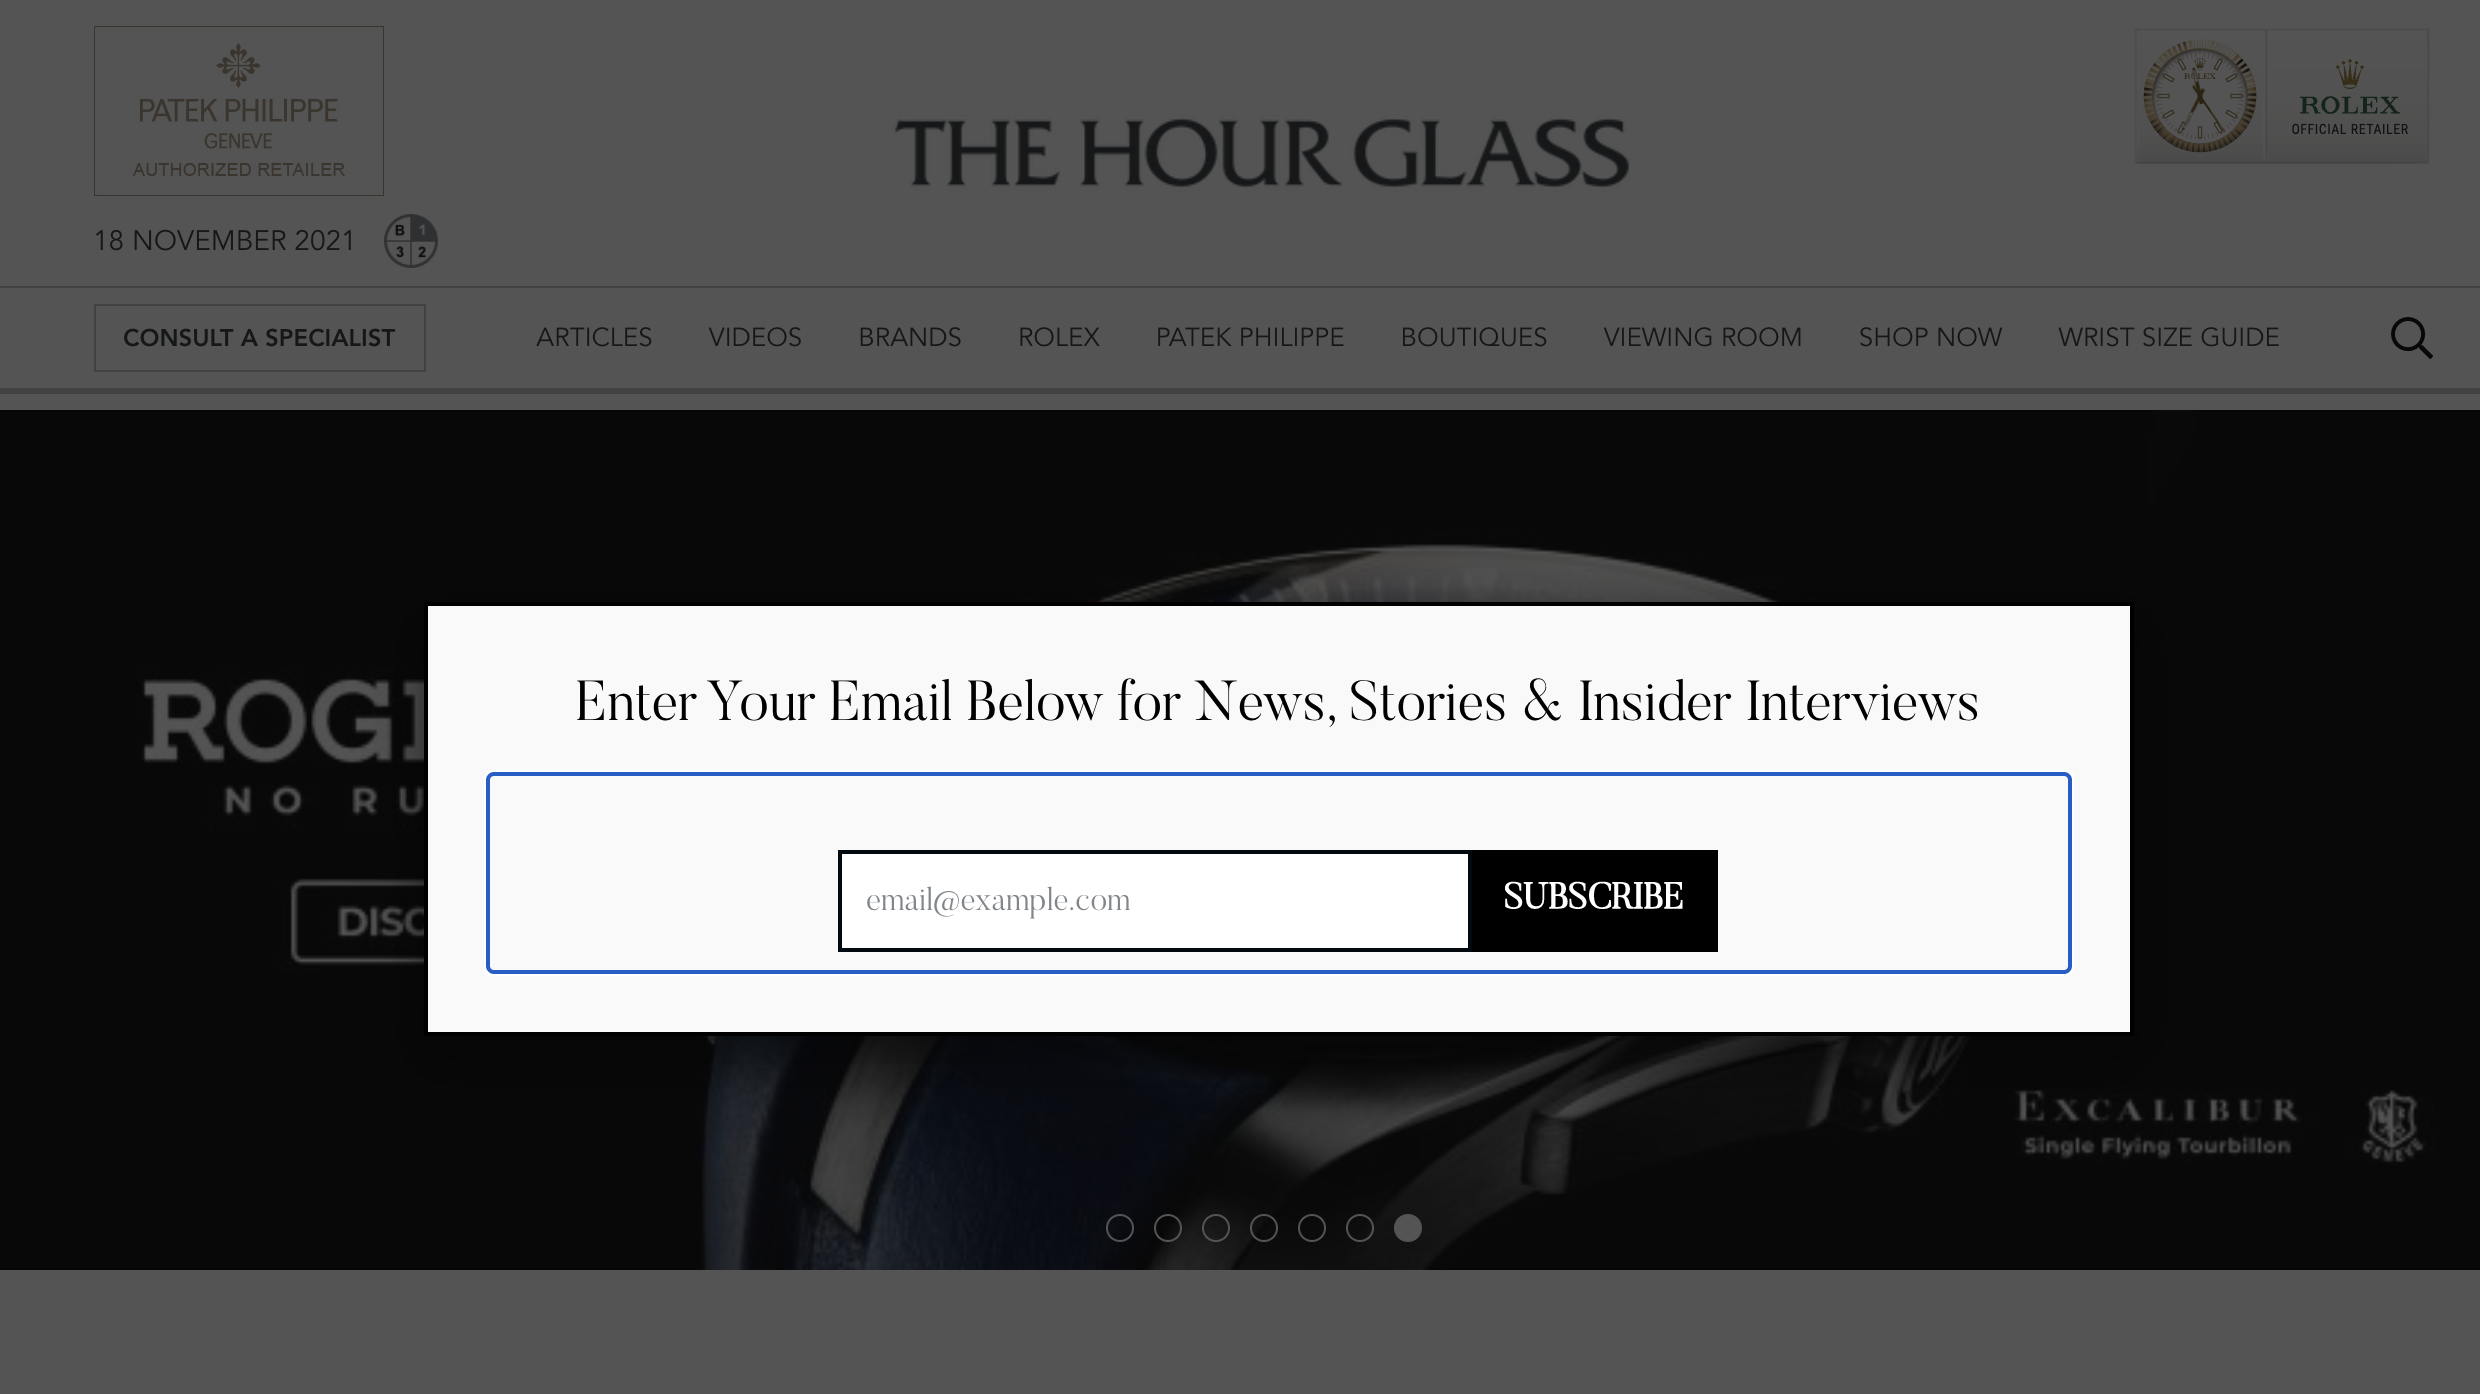 PATEK PHILIPPE
GENEVE
AUTHORIZED RETAILER
THE HOUR GLASS
ROLEX
ROLEX
OFFICIAL RETAILER
18 NOVEMBER 2021
B 1
3 2
CONSULT A SPECIALIST
ARTICLES VIDEOS BRANDS ROLEX PATEK PHILIPPE BOUTIQUES VIEWING ROOM SHOP NOW WRIST SIZE GUIDE
Enter Your Email Below for News, Stories & Insider Interviews
email@example.com
SUBSCRIBE
ROG
NO RU
DISC
EXCALIBUR
Single Flying Tourbillon
GENEVE